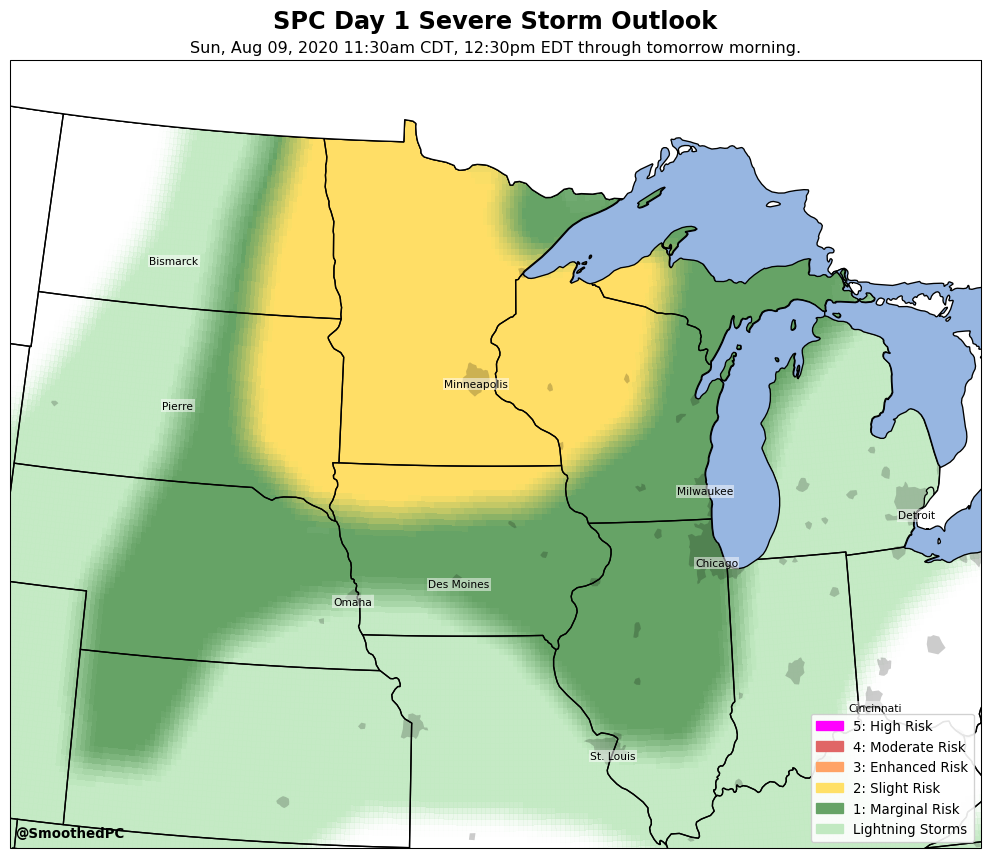 SPC Day 1 Severe Storm Outlook
Sun, Aug 09, 2020 11:30am CDT, 12:30pm EDT through tomorrow morning.
Bismarck
Minneapolis
Pierre
Milwaukee
Detroit
Chicago
Des Moines
Omaha
Cincinnati
St. Louis
5: High Risk
4: Moderate Risk
3: Enhanced Risk
2: Slight Risk
1: Marginal Risk
Lightning Storms
@SmoothedPC